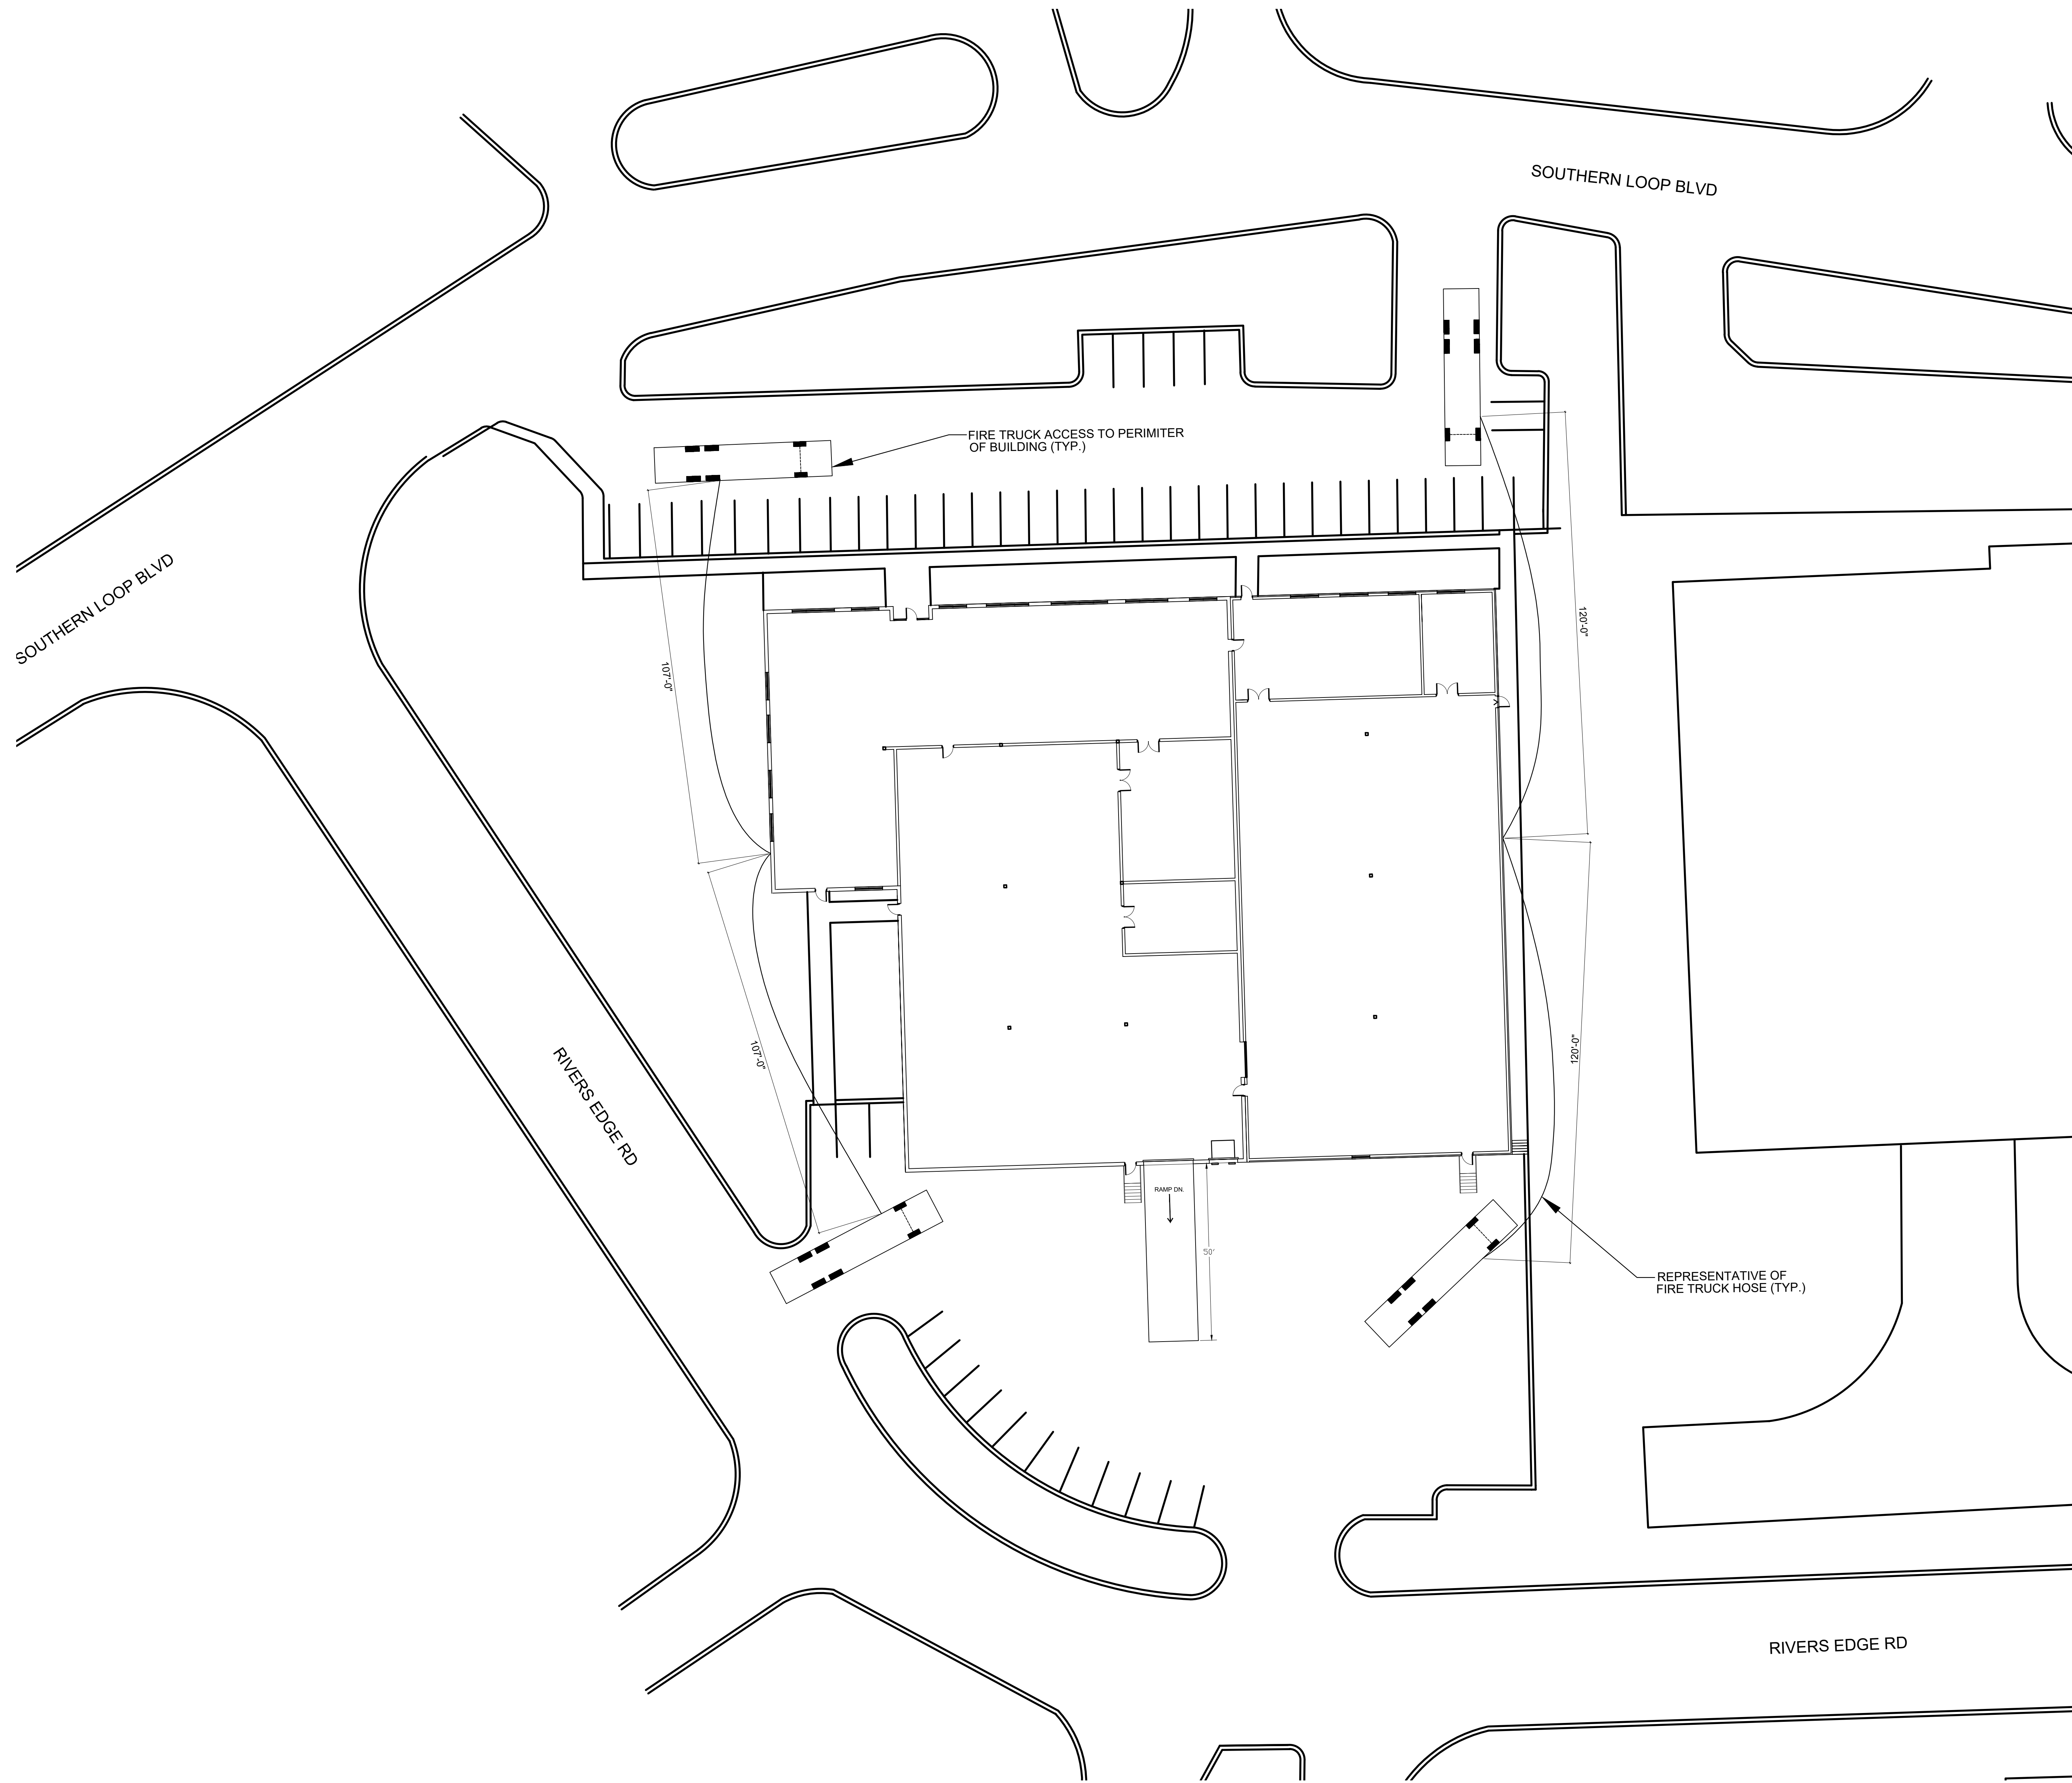 SOUTHERN LOOP BLVD
FIRE TRUCK ACCESS TO PERIMITER
OF BUILDING (TYP.)
SOUTHERN LOOP BLVD
120'-0"
107'-0"
RIVERS EDGE RD
107'-0"
120'-0"
RAMP DN.
50'
REPRESENTATIVE OF
FIRE TRUCK HOSE (TYP.)
RIVERS EDGE RD